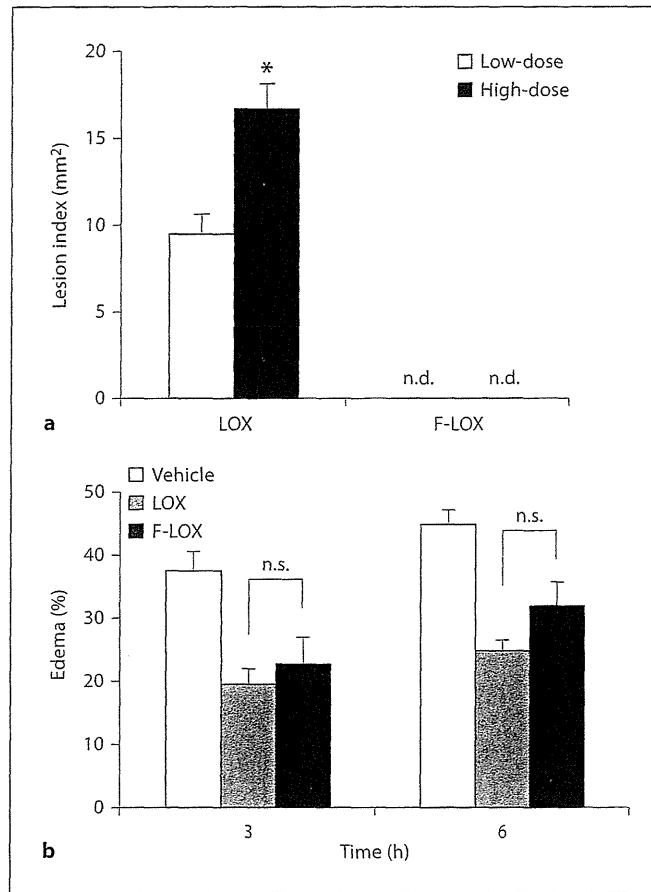 20
15
10
5
0
Lesion index (mm²)
*
Low-dose
High-dose
n.d. n.d.
a
LOX F-LOX
Vehicle
LOX
F-LOX
50
40
30
20
10
0
Edema (%)
n.s.
n.s.
3 6
b
Time (h)